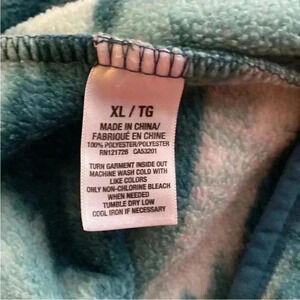 XL / TG
MADE IN CHINA/
FABRIQUÉ EN CHINE
100% POLYESTER/POLYESTER
RN121726 CA53201
TURN GARMENT INSIDE OUT
MACHINE WASH COLD WITH
LIKE COLORS
ONLY NON-CHLORINE BLEACH
WHEN NEEDED
TUMBLE DRY LOW
COOL IRON IF NECESSARY